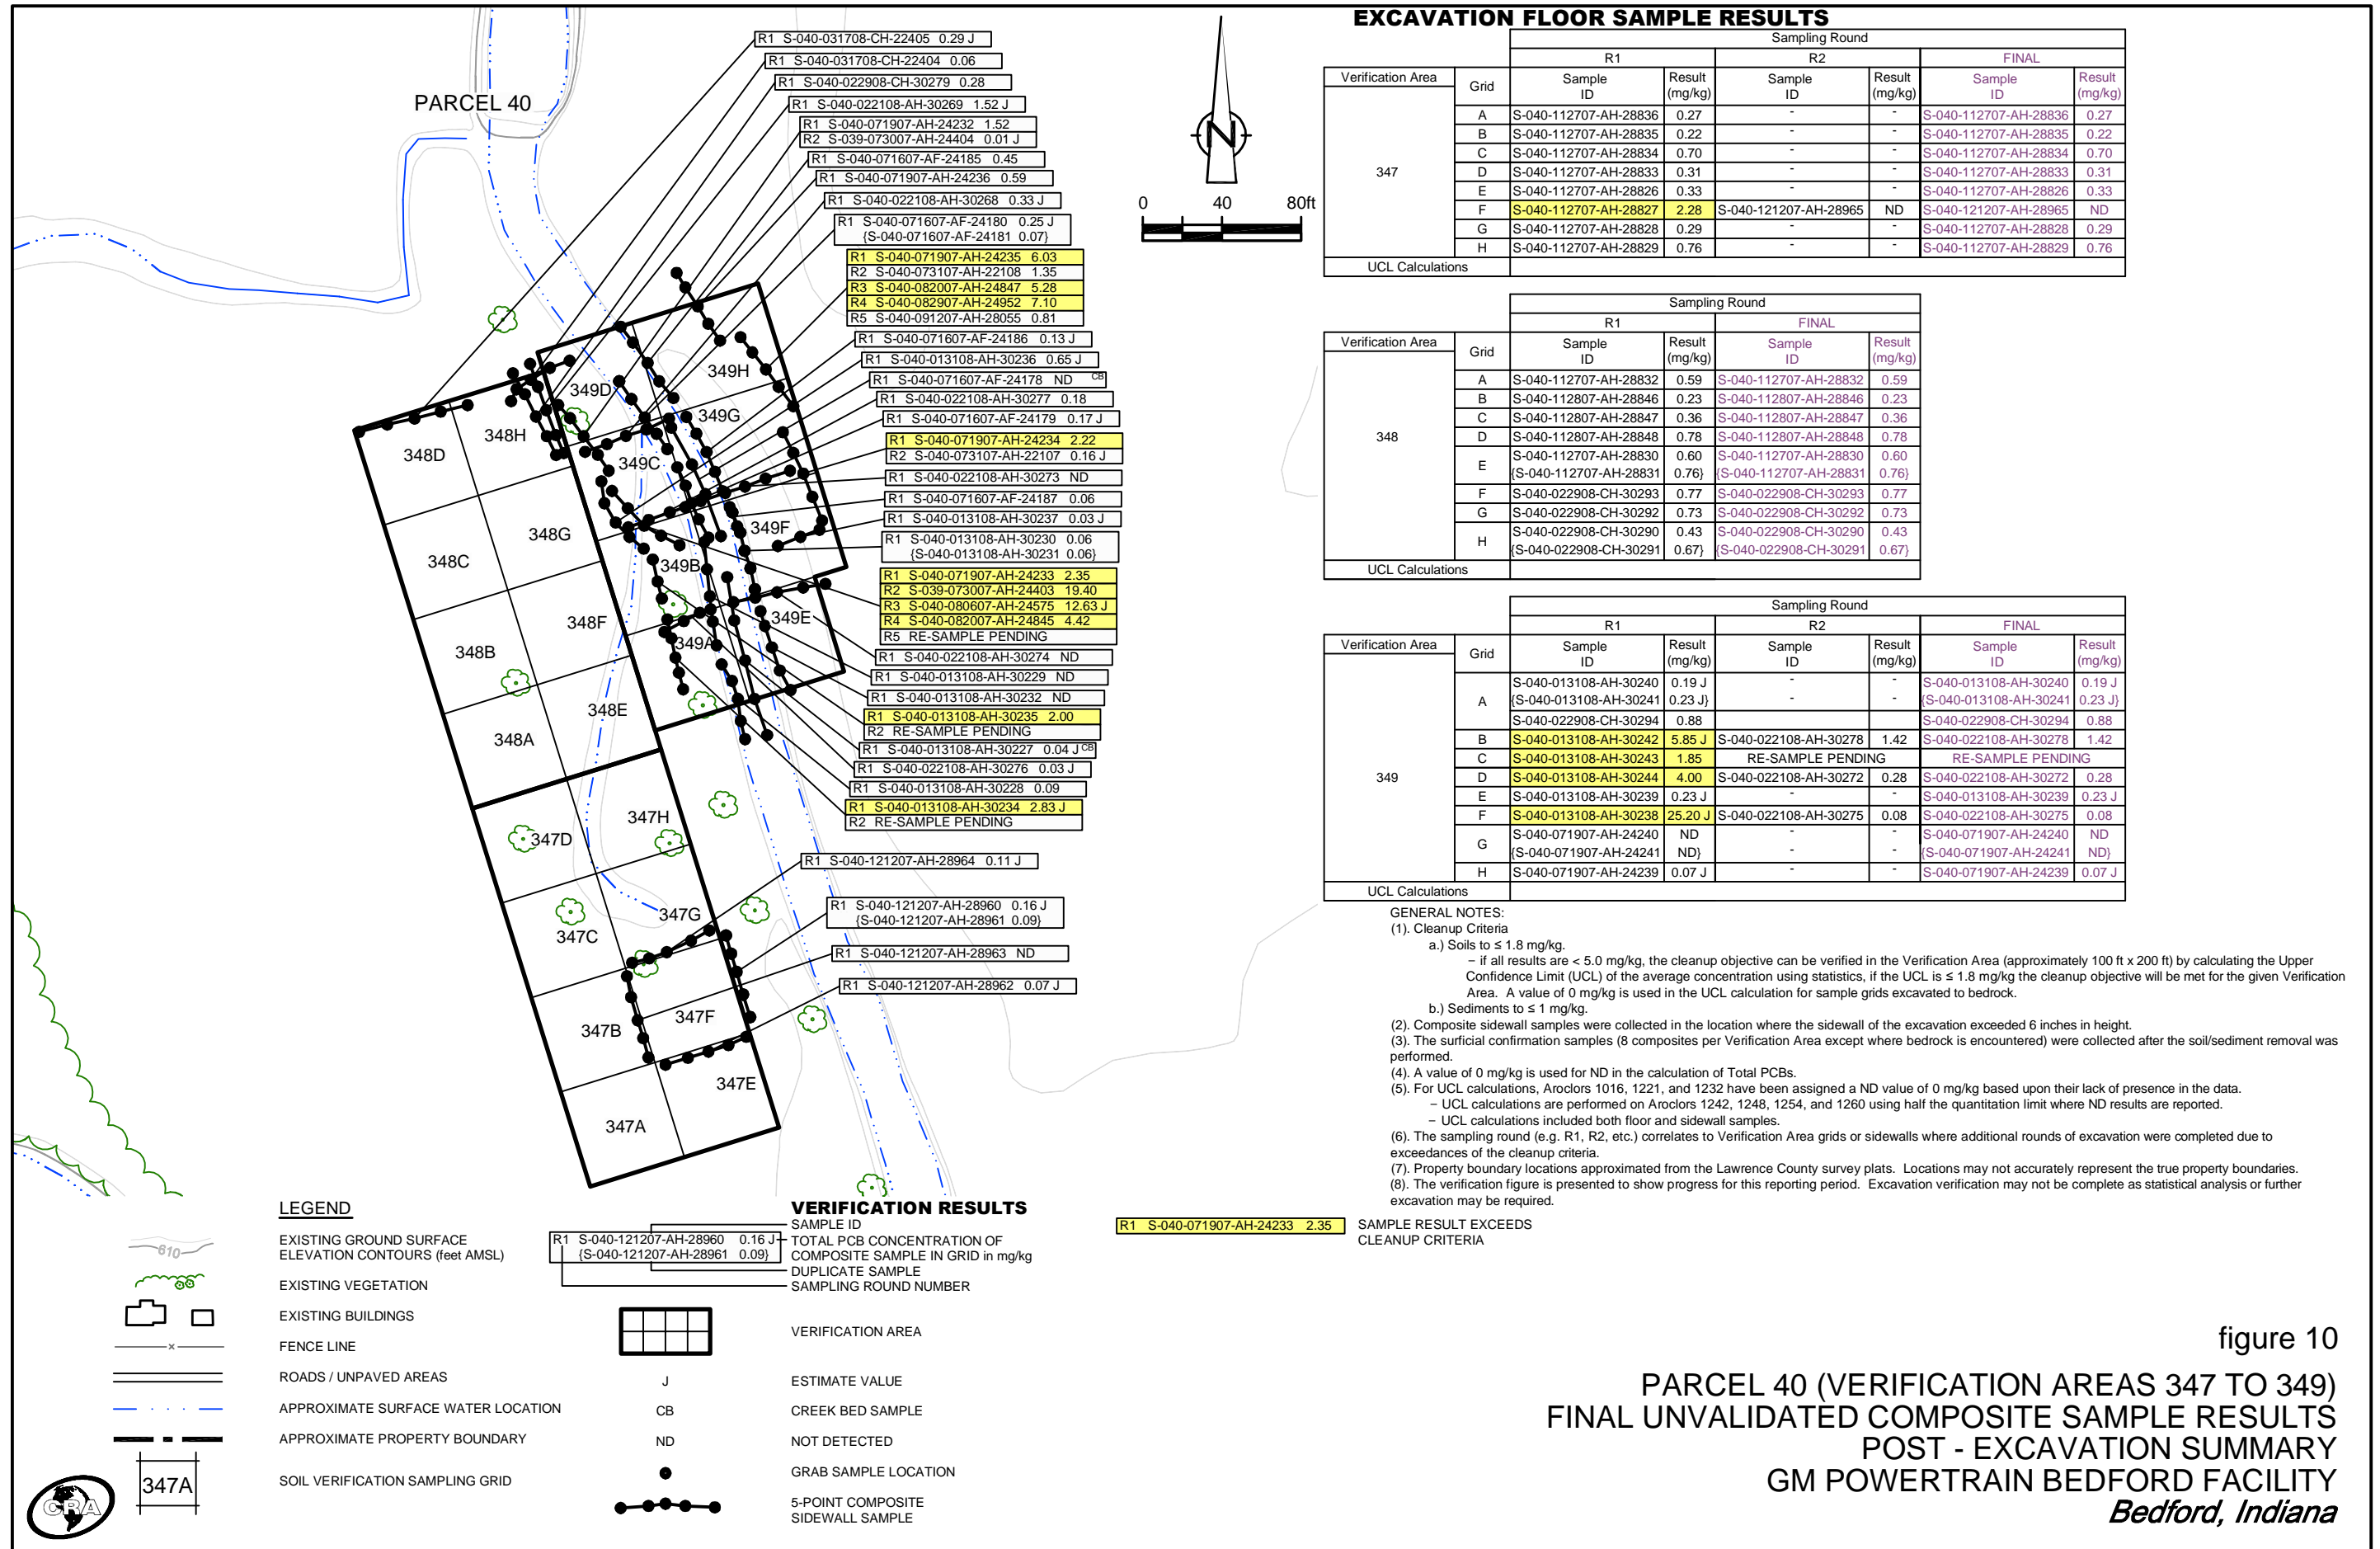 PARCEL 40
R1 S-040-031708-CH-22405 0.29 J
R1 S-040-031708-CH-22404 0.06
R1 S-040-022908-CH-30279 0.28
R1 S-040-022108-AH-30269 1.52 J
R1 S-040-071907-AH-24232 1.52
R2 S-039-073007-AH-24404 0.01 J
R1 S-040-071607-AF-24185 0.45
R1 S-040-071907-AH-24236 0.59
R1 S-040-022108-AH-30268 0.33 J
R1 S-040-071607-AF-24180 0.25 J
{S-040-071607-AF-24181 0.07}
R1 S-040-071907-AH-24235 6.03
R2 S-040-073107-AH-22108 1.35
R3 S-040-082007-AH-24847 5.28
R4 S-040-082907-AH-24952 7.10
R5 S-040-091207-AH-28055 0.81
R1 S-040-071607-AF-24186 0.13 J
R1 S-040-013108-AH-30236 0.65 J
R1 S-040-071607-AF-24178 ND CB
R1 S-040-022108-AH-30277 0.18
R1 S-040-071607-AF-24179 0.17 J
R1 S-040-071907-AH-24234 2.22
R2 S-040-073107-AH-22107 0.16 J
R1 S-040-022108-AH-30273 ND
R1 S-040-071607-AF-24187 0.06
R1 S-040-013108-AH-30237 0.03 J
R1 S-040-013108-AH-30230 0.06
{S-040-013108-AH-30231 0.06}
R1 S-040-071907-AH-24233 2.35
R2 S-039-073007-AH-24403 19.40
R3 S-040-080607-AH-24575 12.63 J
R4 S-040-082007-AH-24845 4.42
R5 RE-SAMPLE PENDING
R1 S-040-022108-AH-30274 ND
R1 S-040-013108-AH-30229 ND
R1 S-040-013108-AH-30232 ND
R1 S-040-013108-AH-30235 2.00
R2 RE-SAMPLE PENDING
R1 S-040-013108-AH-30227 0.04 J CB
R1 S-040-022108-AH-30276 0.03 J
R1 S-040-013108-AH-30228 0.09
R1 S-040-013108-AH-30234 2.83 J
R2 RE-SAMPLE PENDING
R1 S-040-121207-AH-28964 0.11 J
R1 S-040-121207-AH-28960 0.16 J
{S-040-121207-AH-28961 0.09}
R1 S-040-121207-AH-28963 ND
R1 S-040-121207-AH-28962 0.07 J
349H
349D
349G
348H
348D
349C
349F
348G
348C
349B
349E
348F
349A
348B
348E
348A
347H
347D
347G
347C
347F
347B
347E
347A
N
0 40 80ft
EXCAVATION FLOOR SAMPLE RESULTS
Sampling Round
R1 R2 FINAL
Verification Area Grid Sample ID Result (mg/kg) Sample ID Result (mg/kg) Sample ID Result (mg/kg)
347
A S-040-112707-AH-28836 0.27 - - S-040-112707-AH-28836 0.27
B S-040-112707-AH-28835 0.22 - - S-040-112707-AH-28835 0.22
C S-040-112707-AH-28834 0.70 - - S-040-112707-AH-28834 0.70
D S-040-112707-AH-28833 0.31 - - S-040-112707-AH-28833 0.31
E S-040-112707-AH-28826 0.33 - - S-040-112707-AH-28826 0.33
F S-040-112707-AH-28827 2.28 S-040-121207-AH-28965 ND S-040-121207-AH-28965 ND
G S-040-112707-AH-28828 0.29 - - S-040-112707-AH-28828 0.29
H S-040-112707-AH-28829 0.76 - - S-040-112707-AH-28829 0.76
UCL Calculations
Sampling Round
R1 FINAL
Verification Area Grid Sample ID Result (mg/kg) Sample ID Result (mg/kg)
348
A S-040-112707-AH-28832 0.59 S-040-112707-AH-28832 0.59
B S-040-112807-AH-28846 0.23 S-040-112807-AH-28846 0.23
C S-040-112807-AH-28847 0.36 S-040-112807-AH-28847 0.36
D S-040-112807-AH-28848 0.78 S-040-112807-AH-28848 0.78
E S-040-112707-AH-28830 0.60 S-040-112707-AH-28830 0.60
{S-040-112707-AH-28831 0.76} {S-040-112707-AH-28831 0.76}
F S-040-022908-CH-30293 0.77 S-040-022908-CH-30293 0.77
G S-040-022908-CH-30292 0.73 S-040-022908-CH-30292 0.73
H S-040-022908-CH-30290 0.43 S-040-022908-CH-30290 0.43
{S-040-022908-CH-30291 0.67} {S-040-022908-CH-30291 0.67}
UCL Calculations
Sampling Round
R1 R2 FINAL
Verification Area Grid Sample ID Result (mg/kg) Sample ID Result (mg/kg) Sample ID Result (mg/kg)
349
A S-040-013108-AH-30240 0.19 J - - S-040-013108-AH-30240 0.19 J
{S-040-013108-AH-30241 0.23 J} - - {S-040-013108-AH-30241 0.23 J}
S-040-022908-CH-30294 0.88 S-040-022908-CH-30294 0.88
B S-040-013108-AH-30242 5.85 J S-040-022108-AH-30278 1.42 S-040-022108-AH-30278 1.42
C S-040-013108-AH-30243 1.85 RE-SAMPLE PENDING RE-SAMPLE PENDING
D S-040-013108-AH-30244 4.00 S-040-022108-AH-30272 0.28 S-040-022108-AH-30272 0.28
E S-040-013108-AH-30239 0.23 J - - S-040-013108-AH-30239 0.23 J
F S-040-013108-AH-30238 25.20 J S-040-022108-AH-30275 0.08 S-040-022108-AH-30275 0.08
G S-040-071907-AH-24240 ND - - S-040-071907-AH-24240 ND
{S-040-071907-AH-24241 ND} - - {S-040-071907-AH-24241 ND}
H S-040-071907-AH-24239 0.07 J - - S-040-071907-AH-24239 0.07 J
UCL Calculations
GENERAL NOTES:
(1). Cleanup Criteria
a.) Soils to ≤ 1.8 mg/kg.
– if all results are < 5.0 mg/kg, the cleanup objective can be verified in the Verification Area (approximately 100 ft x 200 ft) by calculating the Upper
Confidence Limit (UCL) of the average concentration using statistics, if the UCL is ≤ 1.8 mg/kg the cleanup objective will be met for the given Verification
Area. A value of 0 mg/kg is used in the UCL calculation for sample grids excavated to bedrock.
b.) Sediments to ≤ 1 mg/kg.
(2). Composite sidewall samples were collected in the location where the sidewall of the excavation exceeded 6 inches in height.
(3). The surficial confirmation samples (8 composites per Verification Area except where bedrock is encountered) were collected after the soil/sediment removal was
performed.
(4). A value of 0 mg/kg is used for ND in the calculation of Total PCBs.
(5). For UCL calculations, Aroclors 1016, 1221, and 1232 have been assigned a ND value of 0 mg/kg based upon their lack of presence in the data.
– UCL calculations are performed on Aroclors 1242, 1248, 1254, and 1260 using half the quantitation limit where ND results are reported.
– UCL calculations included both floor and sidewall samples.
(6). The sampling round (e.g. R1, R2, etc.) correlates to Verification Area grids or sidewalls where additional rounds of excavation were completed due to
exceedances of the cleanup criteria.
(7). Property boundary locations approximated from the Lawrence County survey plats. Locations may not accurately represent the true property boundaries.
(8). The verification figure is presented to show progress for this reporting period. Excavation verification may not be complete as statistical analysis or further
excavation may be required.
LEGEND
610
EXISTING GROUND SURFACE
ELEVATION CONTOURS (feet AMSL)
EXISTING VEGETATION
EXISTING BUILDINGS
x
FENCE LINE
ROADS / UNPAVED AREAS
APPROXIMATE SURFACE WATER LOCATION
APPROXIMATE PROPERTY BOUNDARY
347A
SOIL VERIFICATION SAMPLING GRID
CRA
VERIFICATION RESULTS
R1 S-040-121207-AH-28960 0.16 J
{S-040-121207-AH-28961 0.09}
SAMPLE ID
TOTAL PCB CONCENTRATION OF
COMPOSITE SAMPLE IN GRID in mg/kg
DUPLICATE SAMPLE
SAMPLING ROUND NUMBER
VERIFICATION AREA
J ESTIMATE VALUE
CB CREEK BED SAMPLE
ND NOT DETECTED
GRAB SAMPLE LOCATION
5-POINT COMPOSITE
SIDEWALL SAMPLE
R1 S-040-071907-AH-24233 2.35
SAMPLE RESULT EXCEEDS
CLEANUP CRITERIA
figure 10
PARCEL 40 (VERIFICATION AREAS 347 TO 349)
FINAL UNVALIDATED COMPOSITE SAMPLE RESULTS
POST - EXCAVATION SUMMARY
GM POWERTRAIN BEDFORD FACILITY
Bedford, Indiana